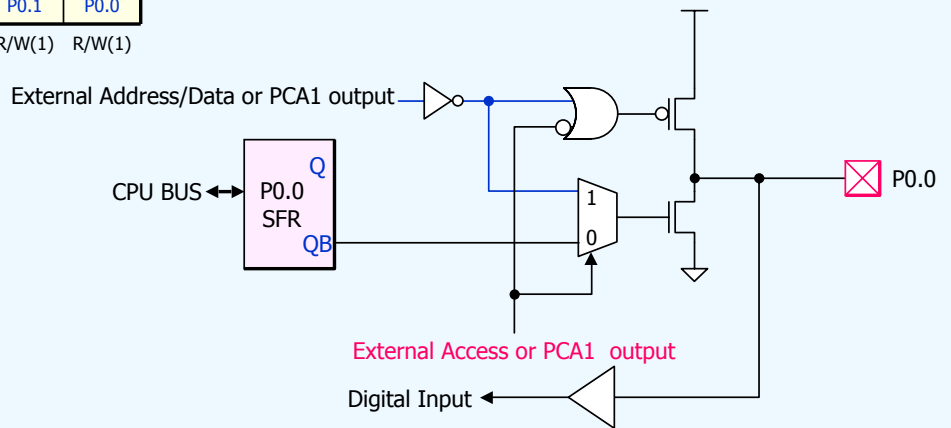 P0.1 P0.0
R/W(1) R/W(1)
External Address/Data or PCA1 output
Q
CPU BUS
P0.0
SFR
QB
1
0
P0.0
External Access or PCA1 output
Digital Input